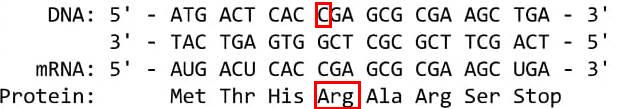 DNA: 5' - ATG ACT CAC CGA GCG CGA AGC TGA - 3'
3' - TAC TGA GTG GCT CGC GCT TCG ACT - 5'
mRNA: 5' - AUG ACU CAC CGA GCG CGA AGC UGA - 3'
Protein: Met Thr His Arg Ala Arg Ser Stop